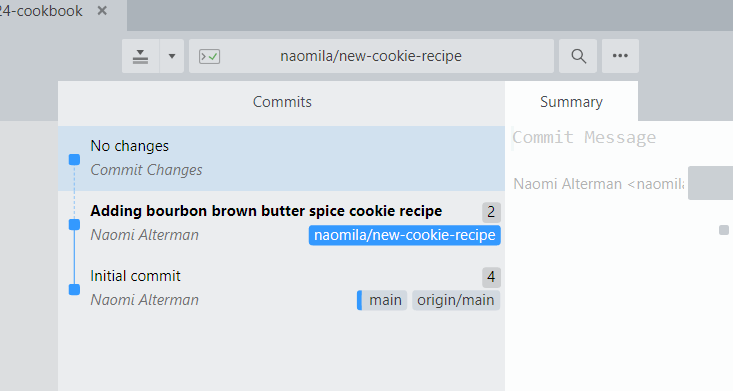 24-cookbook
naomila/new-cookie-recipe
Commits
Summary
No changes
Commit Changes
Commit Message
Naomi Alterman <naomila
Adding bourbon brown butter spice cookie recipe 2
Naomi Alterman naomila/new-cookie-recipe
Initial commit 4
Naomi Alterman main origin/main